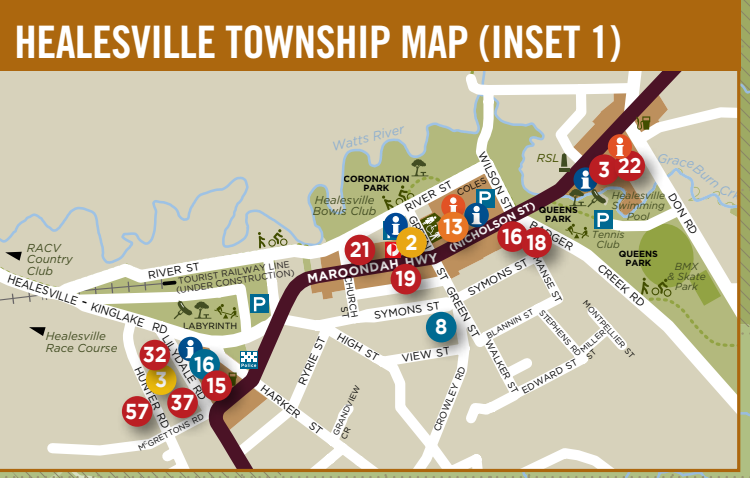 HEALESVILLE TOWNSHIP MAP (INSET 1)
Watts River
RSL
i
3
22
Grace Burn Crk
CORONATION
PARK
RIVER ST
COLES
WILSON ST
P
i
i
Healesville
Bowls Club
i
13
i
QUEENS
PARK
P
Healesville
Swimming
Pool
DON RD
Tennis
Club
21
2
(NICHOLSON ST)
16
18
BADGER
CREEK RD
QUEENS
PARK
BMX
& Skate
Park
RACV
Country
Club
RIVER ST
TOURIST RAILWAY LINE
(UNDER CONSTRUCTION)
MAROONDAH HWY
19
CHURCH ST
SYMONS ST
SYMONS ST
MANSE ST
GREEN ST
HEALESVILLE - KINGLAKE RD
P
LABYRINTH
Healesville
Race Course
8
BLANNIN ST
STEPHENS RD
MILLER ST
MONTPELLIER ST
HIGH ST
VIEW ST
WALKER ST
EDWARD ST
RYRIE ST
CROWLEY RD
32
i
16
LILYDALE RD
Police
3
15
HUNTER RD
57
37
McGRETTONS RD
HARKER ST
GRANDVIEW
CR